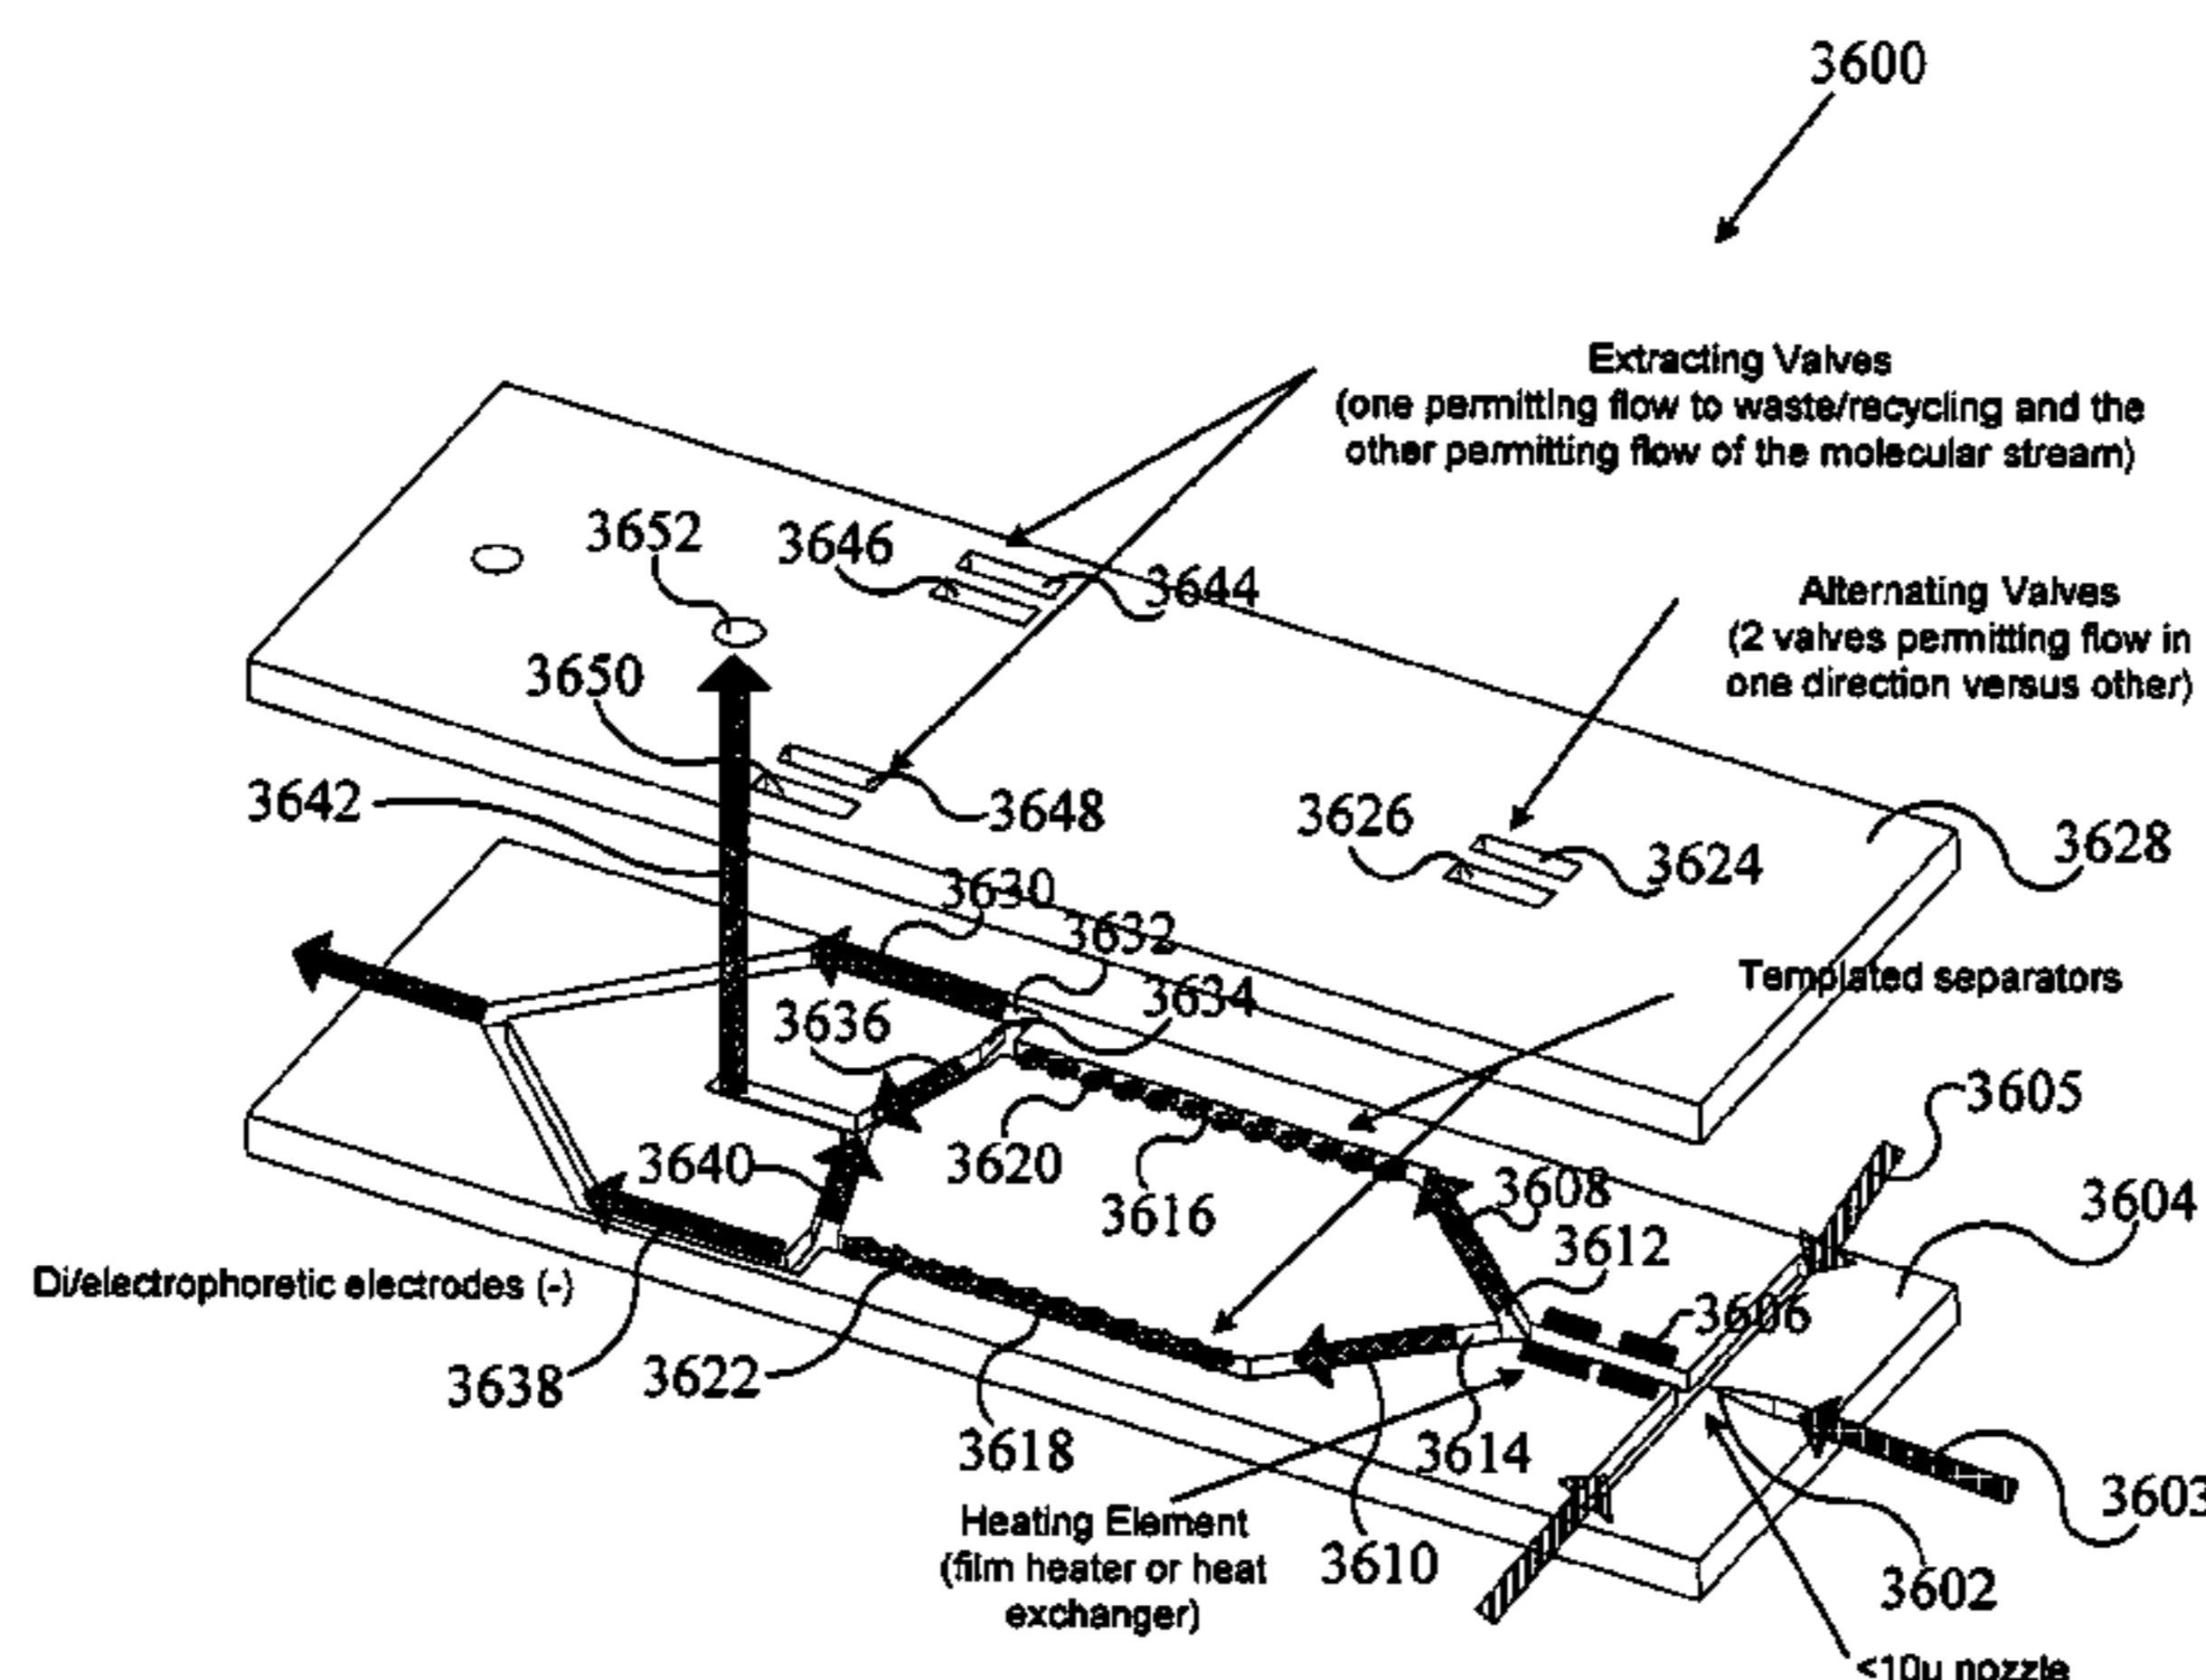 3600
Extracting Valves
(one permitting flow to waste/recycling and the
other permitting flow of the molecular stream)
3652
3646
3644
Alternating Valves
(2 valves permitting flow in
one direction versus other)
3650
3642
3648
3626
3624
3628
3630
3632
Templated separators
3634
3636
3605
3640
3620
3616
3608
3604
3612
Di/electrophoretic electrodes (-)
3606
3638
3622
3618
3614
3603
Heating Element
(film heater or heat
exchanger)
3610
3602
<10µ nozzle